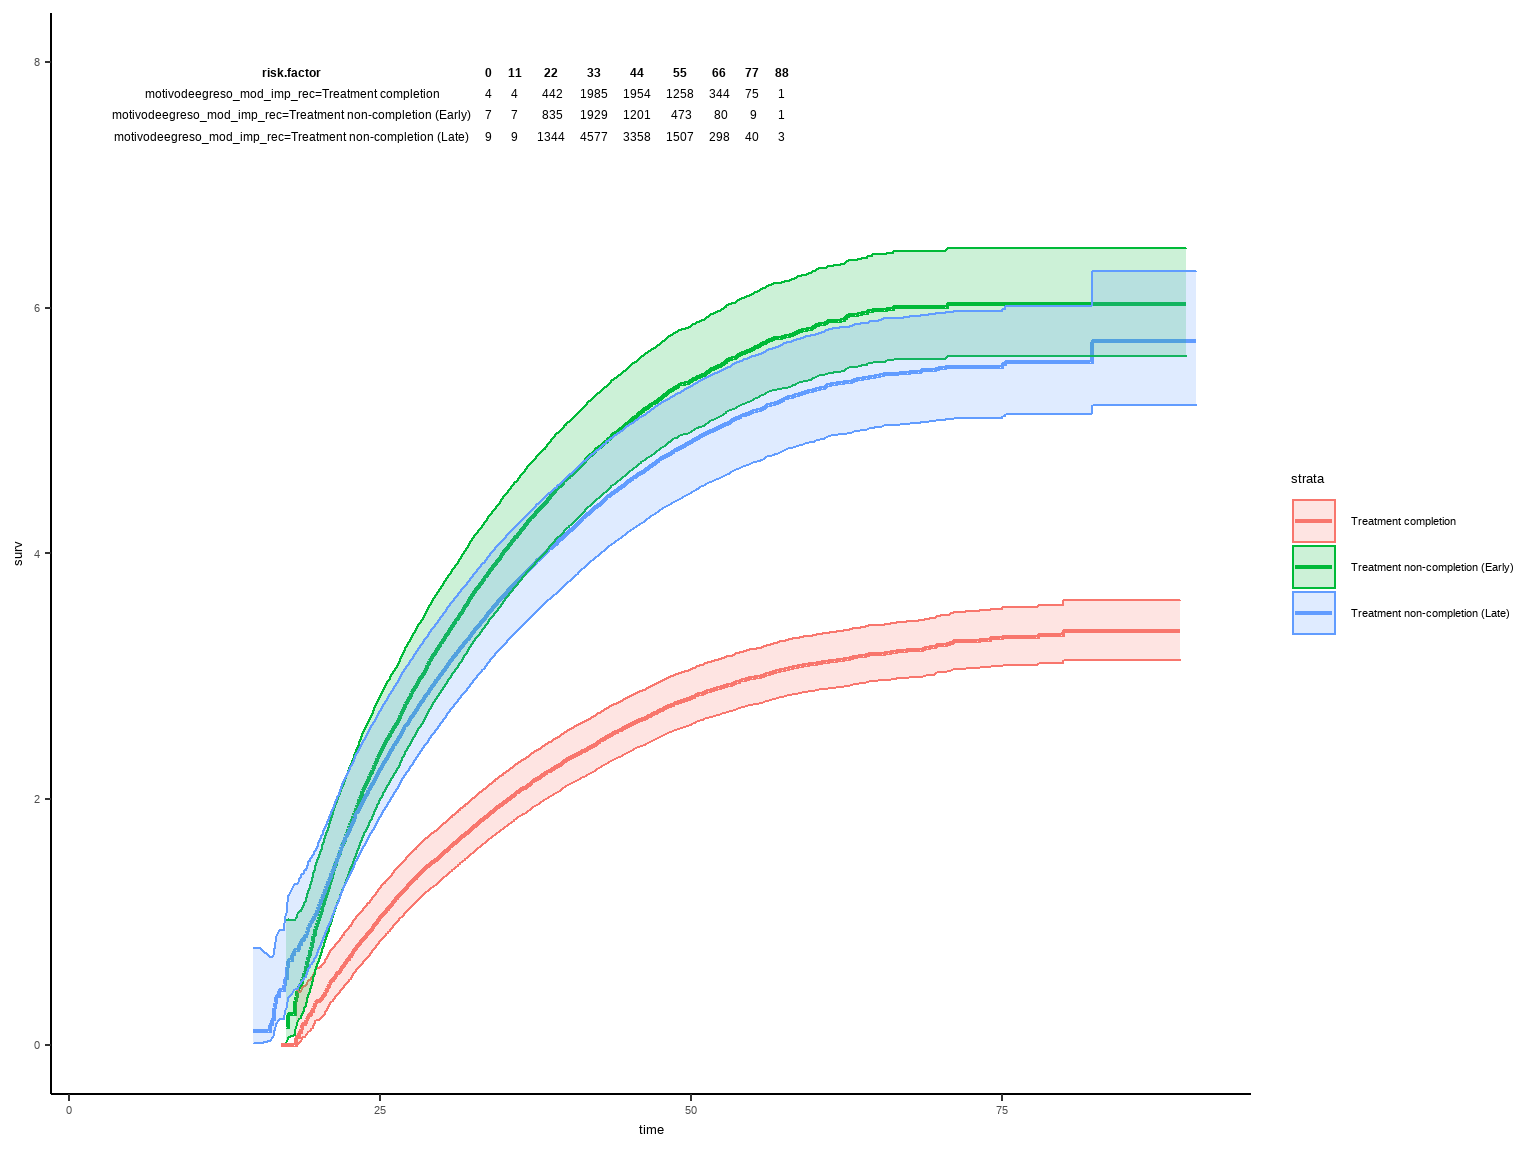 risk.factor 0 11 22 33 44 55 66 77 88
motivodeegreso_mod_imp_rec=Treatment completion 4 4 442 1985 1954 1258 344 75 1
motivodeegreso_mod_imp_rec=Treatment non-completion (Early) 7 7 835 1929 1201 473 80 9 1
motivodeegreso_mod_imp_rec=Treatment non-completion (Late) 9 9 1344 4577 3358 1507 298 40 3
8
6
4
2
0
surv
0 25 50 75
time
strata
Treatment completion
Treatment non-completion (Early)
Treatment non-completion (Late)